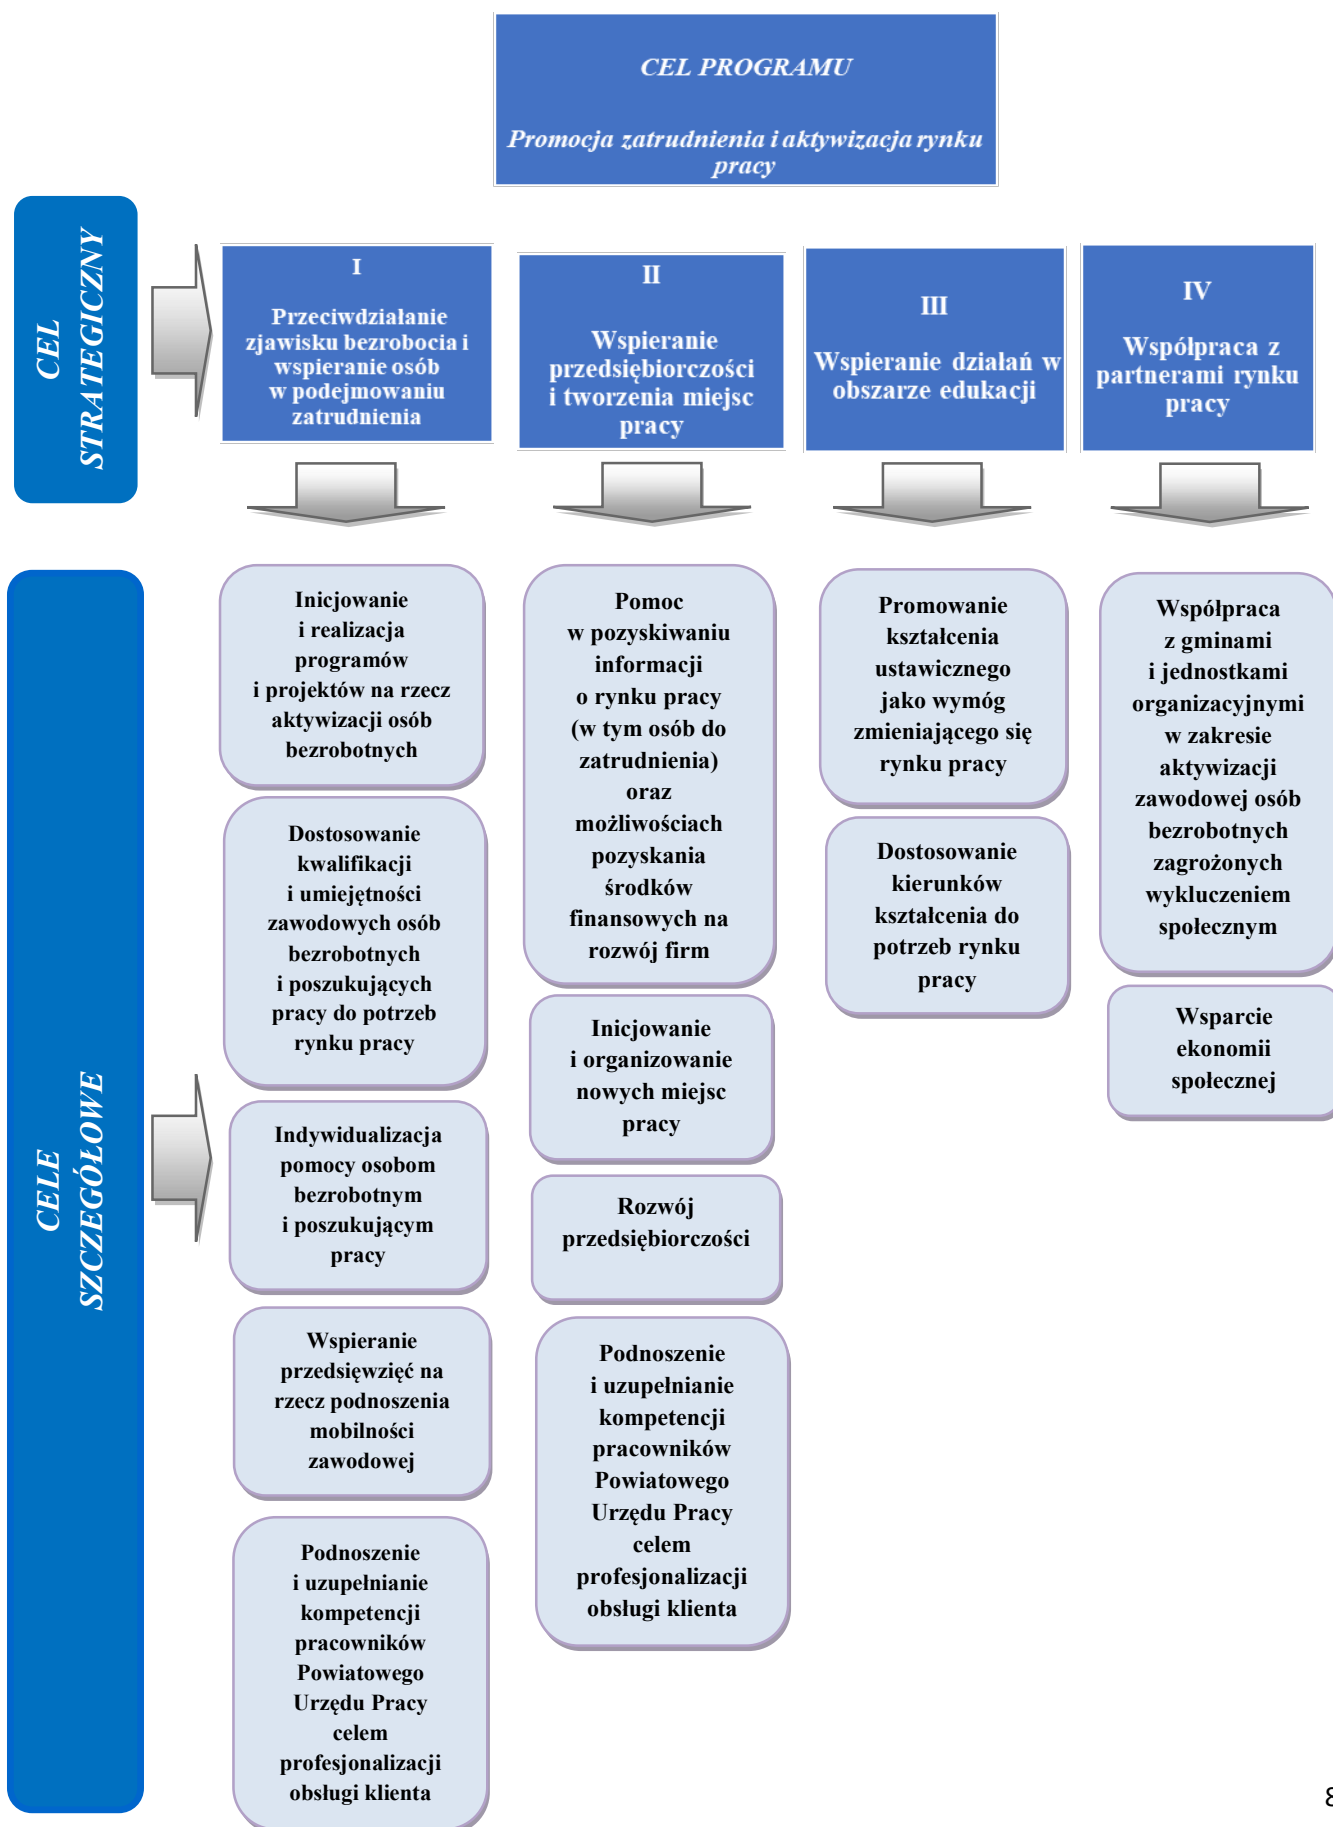 CEL PROGRAMU
Promocja zatrudnienia i aktywizacja rynku
pracy
CEL
STRATEGICZNY
I
Przeciwdziałanie
zjawisku bezrobocia i
wspieranie osób
w podejmowaniu
zatrudnienia
II
Wspieranie
przedsiębiorczości
i tworzenia miejsc
pracy
III
Wspieranie działań w
obszarze edukacji
IV
Współpraca z
partnerami rynku
pracy
CELE
SZCZEGÓŁOWE
Inicjowanie
i realizacja
programów
i projektów na rzecz
aktywizacji osób
bezrobotnych
Dostosowanie
kwalifikacji
i umiejętności
zawodowych osób
bezrobotnych
i poszukujących
pracy do potrzeb
rynku pracy
Indywidualizacja
pomocy osobom
bezrobotnym
i poszukującym
pracy
Wspieranie
przedsięwzięć na
rzecz podnoszenia
mobilności
zawodowej
Podnoszenie
i uzupełnianie
kompetencji
pracowników
Powiatowego
Urzędu Pracy
celem
profesjonalizacji
obsługi klienta
Pomoc
w pozyskiwaniu
informacji
o rynku pracy
(w tym osób do
zatrudnienia)
oraz
możliwościach
pozyskania
środków
finansowych na
rozwój firm
Inicjowanie
i organizowanie
nowych miejsc
pracy
Rozwój
przedsiębiorczości
Podnoszenie
i uzupełnianie
kompetencji
pracowników
Powiatowego
Urzędu Pracy
celem
profesjonalizacji
obsługi klienta
Promowanie
kształcenia
ustawicznego
jako wymóg
zmieniającego się
rynku pracy
Dostosowanie
kierunków
kształcenia do
potrzeb rynku
pracy
Współpraca
z gminami
i jednostkami
organizacyjnymi
w zakresie
aktywizacji
zawodowej osób
bezrobotnych
zagrożonych
wykluczeniem
społecznym
Wsparcie
ekonomii
społecznej
8